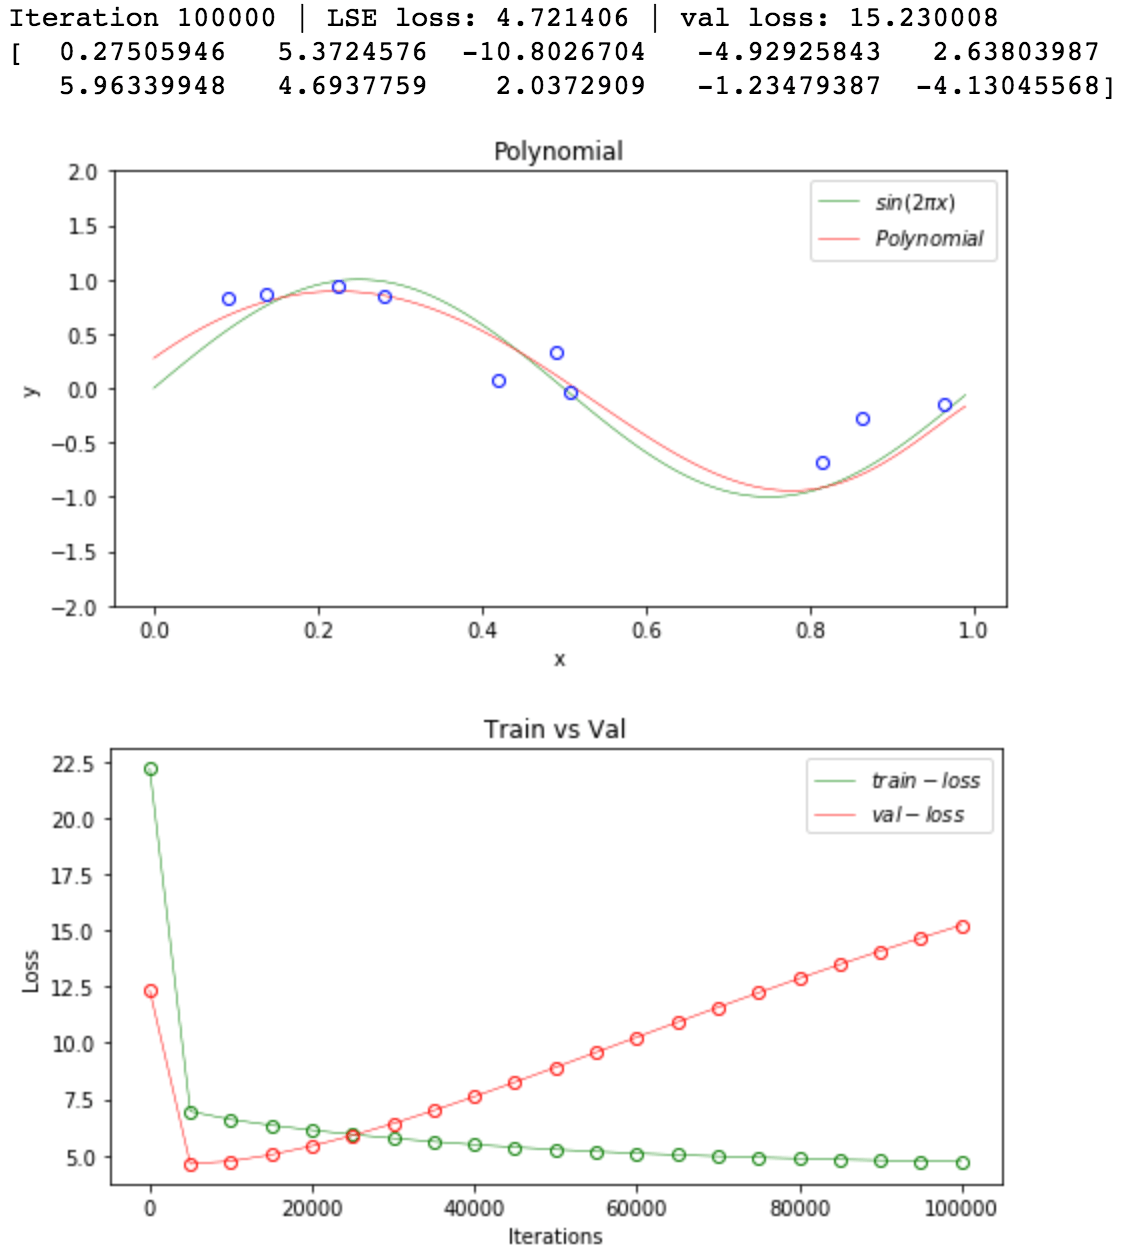 Iteration 100000 | LSE loss: 4.721406 | val loss: 15.230008
[ 0.27505946 5.3724576 -10.8026704 -4.92925843 2.63803987
5.96339948 4.6937759 2.0372909 -1.23479387 -4.13045568]
Polynomial
2.0
1.5
1.0
0.5
0.0
−0.5
−1.0
−1.5
−2.0
y
sin(2πx)
Polynomial
0.0 0.2 0.4 0.6 0.8 1.0
x
Train vs Val
22.5
20.0
17.5
15.0
12.5
10.0
7.5
5.0
Loss
train − loss
val − loss
0 20000 40000 60000 80000 100000
Iterations